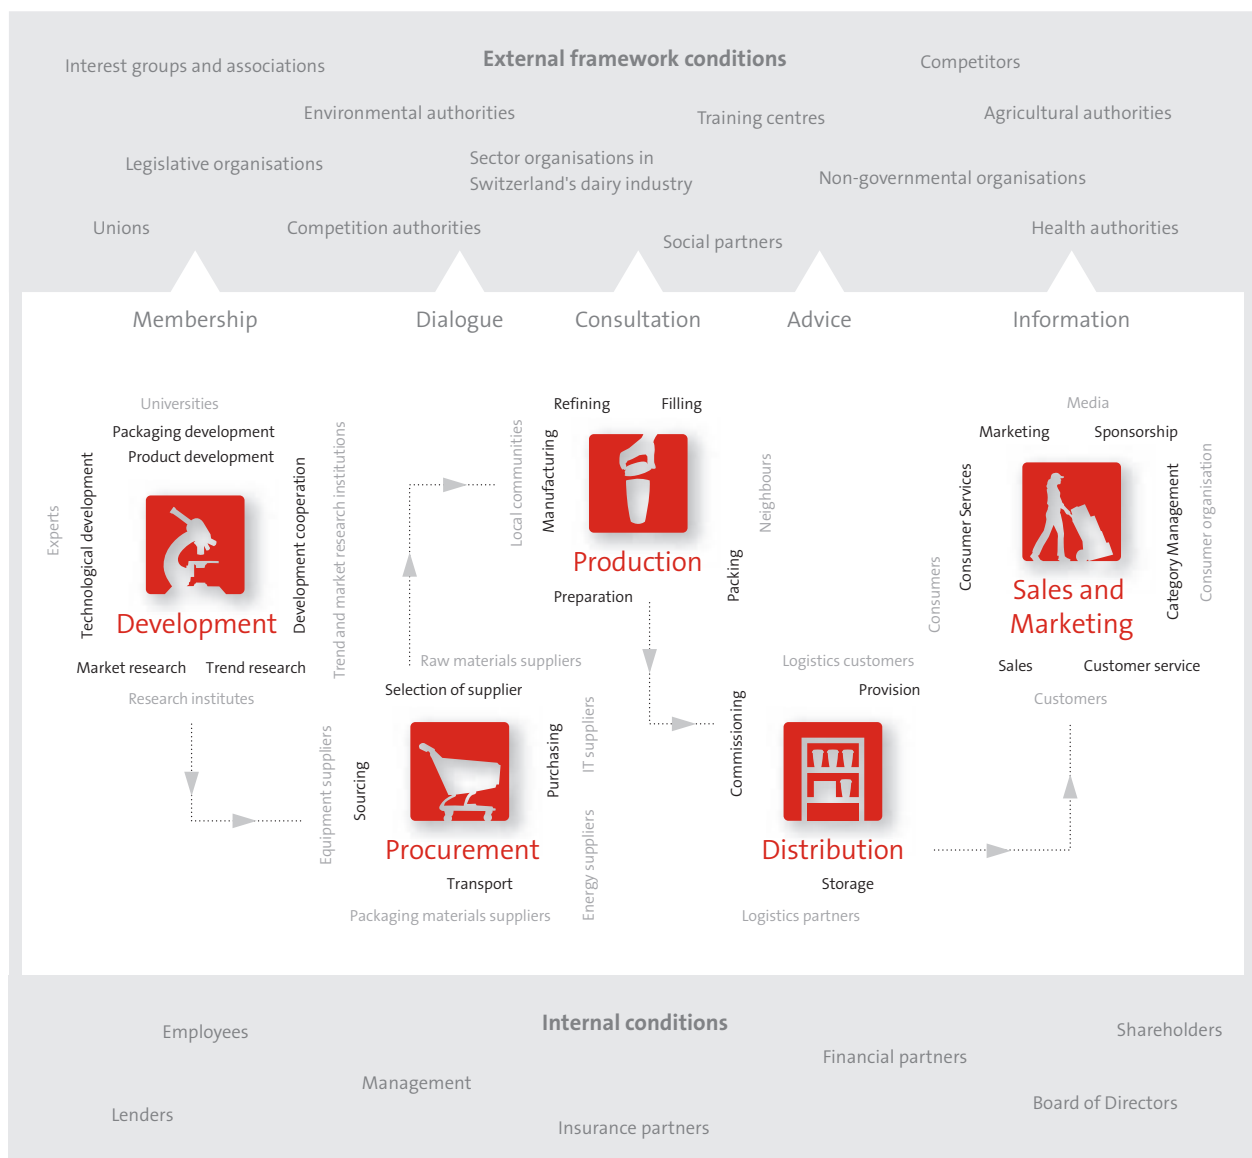 External framework conditions
Interest groups and associations
Competitors
Environmental authorities
Training centres
Agricultural authorities
Legislative organisations
Sector organisations in
Switzerland's dairy industry
Non-governmental organisations
Unions
Competition authorities
Social partners
Health authorities
Membership
Dialogue
Consultation
Advice
Information
Universities
Packaging development
Product development
Experts
Technological development
Development cooperation
Trend and market research institutions
Development
Market research
Trend research
Research institutes
Refining
Filling
Local communities
Manufacturing
Neighbours
Production
Packing
Preparation
Media
Marketing
Sponsorship
Consumers
Consumer Services
Category Management
Consumer organisation
Sales and
Marketing
Sales
Customer service
Customers
Raw materials suppliers
Selection of supplier
Equipment suppliers
Sourcing
Purchasing
IT suppliers
Energy suppliers
Procurement
Transport
Packaging materials suppliers
Logistics customers
Provision
Commissioning
Distribution
Storage
Logistics partners
Internal conditions
Employees
Shareholders
Financial partners
Management
Board of Directors
Lenders
Insurance partners